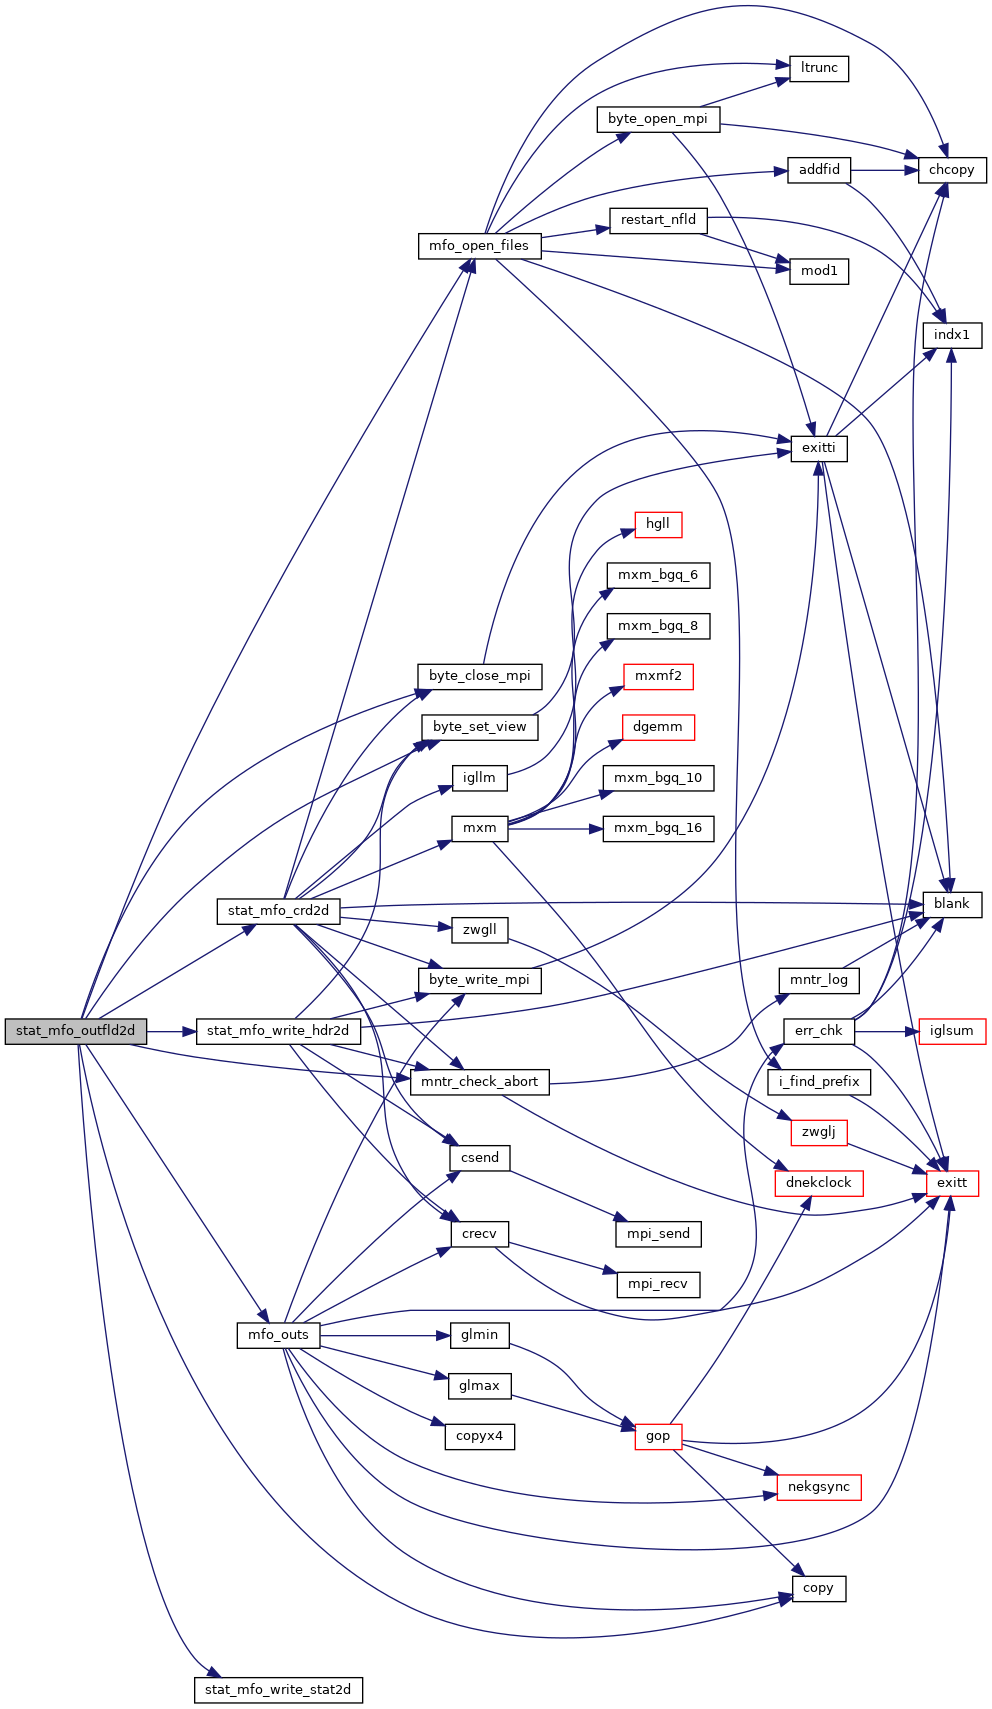 ltrunc
byte_open_mpi
addfid
chcopy
restart_nfld
mfo_open_files
mod1
indx1
exitti
hgll
mxm_bgq_6
mxm_bgq_8
byte_close_mpi
mxmf2
byte_set_view
dgemm
igllm
mxm_bgq_10
mxm
mxm_bgq_16
stat_mfo_crd2d
blank
zwgll
byte_write_mpi
mntr_log
stat_mfo_outfld2d
stat_mfo_write_hdr2d
err_chk
iglsum
mntr_check_abort
i_find_prefix
zwglj
csend
dnekclock
exitt
crecv
mpi_send
mpi_recv
mfo_outs
glmin
glmax
copyx4
gop
nekgsync
copy
stat_mfo_write_stat2d